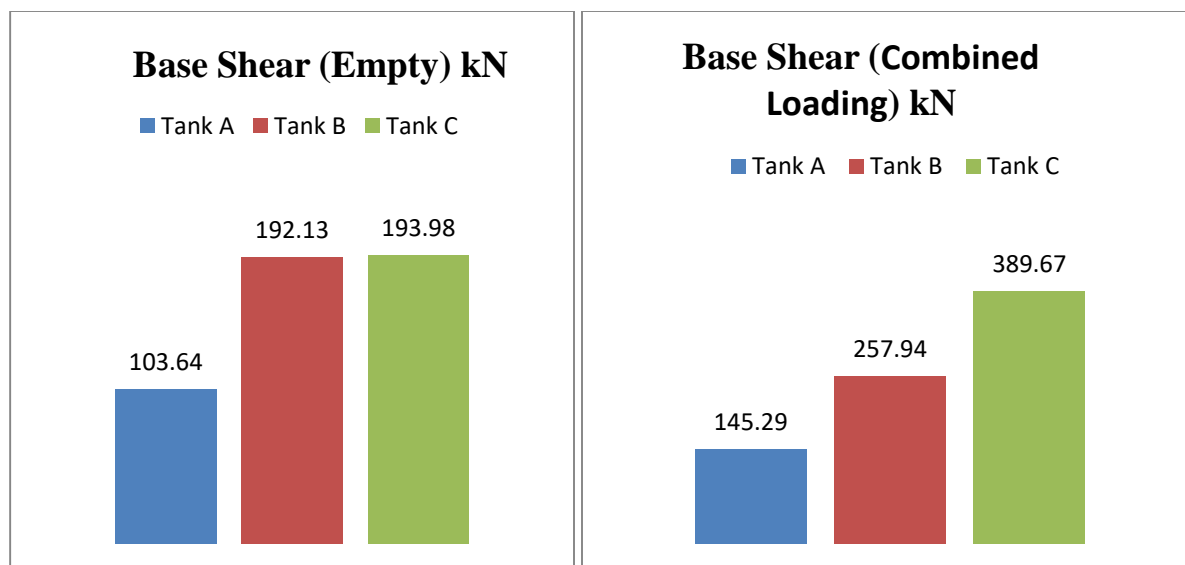 Base Shear (Empty) kN
Tank A Tank B Tank C
103.64
192.13
193.98
Base Shear (Combined
Loading) kN
Tank A Tank B Tank C
145.29
257.94
389.67